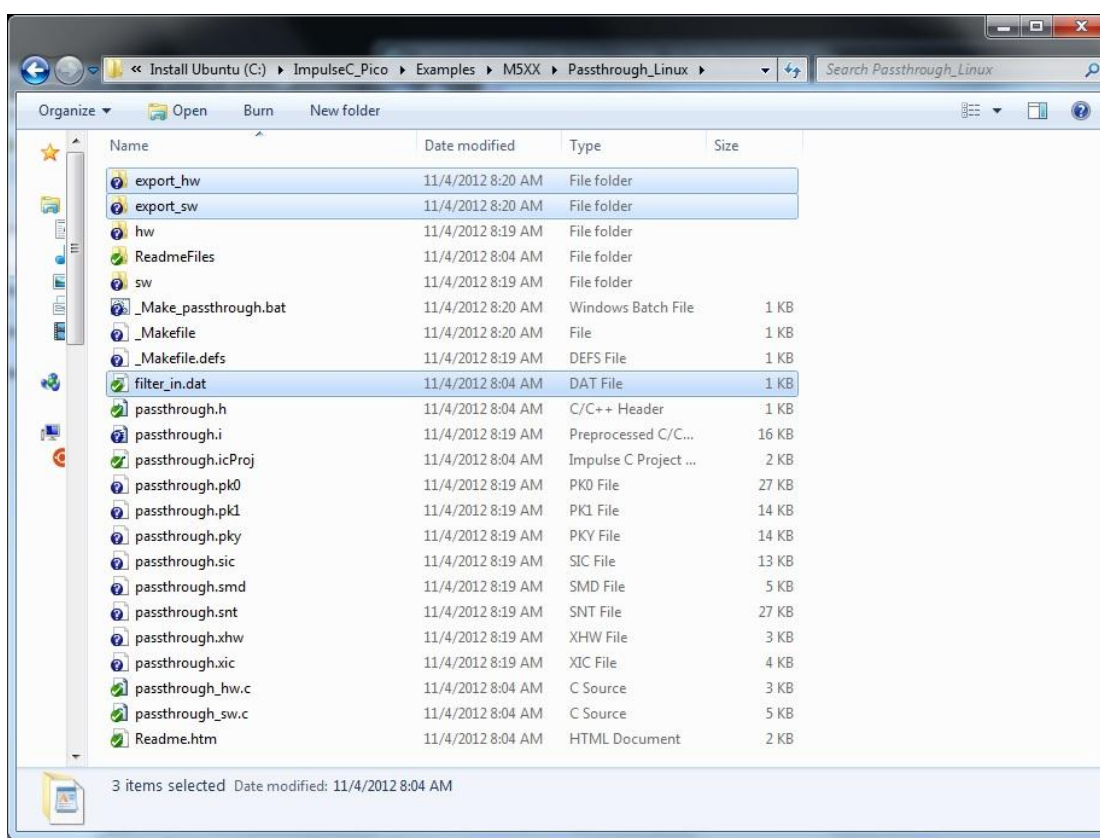 « Install Ubuntu (C:) ▸ ImpulseC_Pico ▸ Examples ▸ M5XX ▸ Passthrough_Linux ▸ Search Passthrough_Linux
Organize Open Burn New folder
Name Date modified Type Size
export_hw 11/4/2012 8:20 AM File folder
export_sw 11/4/2012 8:20 AM File folder
hw 11/4/2012 8:19 AM File folder
ReadmeFiles 11/4/2012 8:04 AM File folder
sw 11/4/2012 8:19 AM File folder
_Make_passthrough.bat 11/4/2012 8:20 AM Windows Batch File 1 KB
_Makefile 11/4/2012 8:20 AM File 1 KB
_Makefile.defs 11/4/2012 8:19 AM DEFS File 1 KB
filter_in.dat 11/4/2012 8:04 AM DAT File 1 KB
passthrough.h 11/4/2012 8:04 AM C/C++ Header 1 KB
passthrough.i 11/4/2012 8:19 AM Preprocessed C/C... 16 KB
passthrough.icProj 11/4/2012 8:04 AM Impulse C Project ... 2 KB
passthrough.pk0 11/4/2012 8:19 AM PK0 File 27 KB
passthrough.pk1 11/4/2012 8:19 AM PK1 File 14 KB
passthrough.pky 11/4/2012 8:19 AM PKY File 14 KB
passthrough.sic 11/4/2012 8:19 AM SIC File 13 KB
passthrough.smd 11/4/2012 8:19 AM SMD File 5 KB
passthrough.snt 11/4/2012 8:19 AM SNT File 27 KB
passthrough.xhw 11/4/2012 8:19 AM XHW File 3 KB
passthrough.xic 11/4/2012 8:19 AM XIC File 4 KB
passthrough_hw.c 11/4/2012 8:04 AM C Source 3 KB
passthrough_sw.c 11/4/2012 8:04 AM C Source 5 KB
Readme.htm 11/4/2012 8:04 AM HTML Document 2 KB
3 items selected Date modified: 11/4/2012 8:04 AM